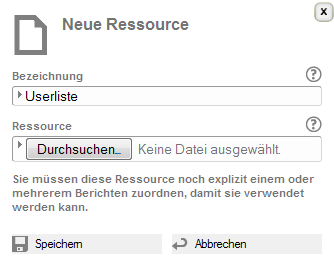 x
Neue Ressource
Bezeichnung ?
Userliste
Ressource ?
Durchsuchen... Keine Datei ausgewählt.
Sie müssen diese Ressource noch explizit einem oder
mehrerem Berichten zuordnen, damit sie verwendet
werden kann.
Speichern Abbrechen